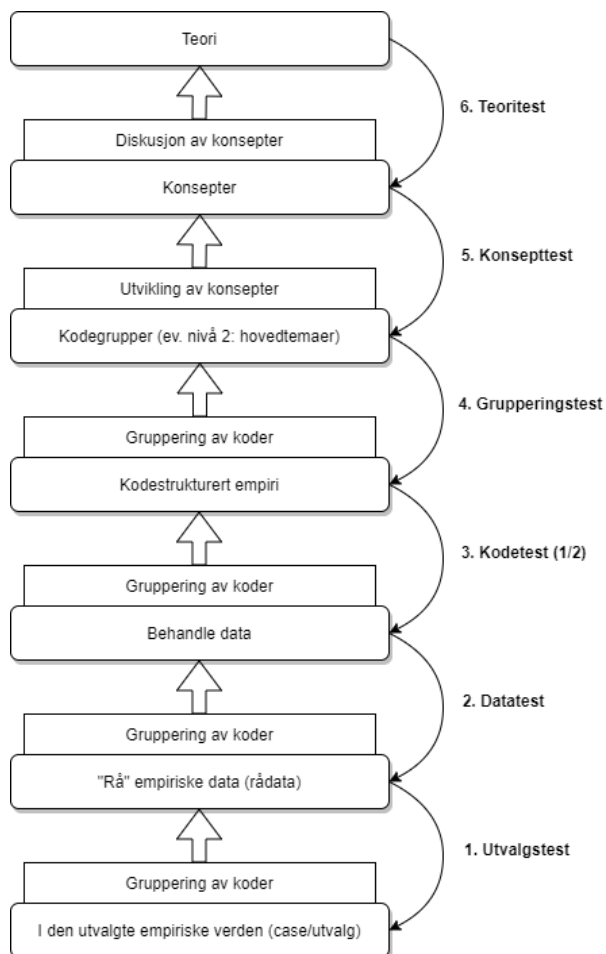 Teori
6. Teoritest
Diskusjon av konsepter
Konsepter
5. Konsepttest
Utvikling av konsepter
Kodegrupper (ev. nivå 2: hovedtemaer)
4. Grupperingstest
Gruppering av koder
Kodestrukturert empiri
3. Kodetest (1/2)
Gruppering av koder
Behandle data
2. Datatest
Gruppering av koder
"Rå" empiriske data (rådata)
1. Utvalgstest
Gruppering av koder
I den utvalgte empiriske verden (case/utvalg)